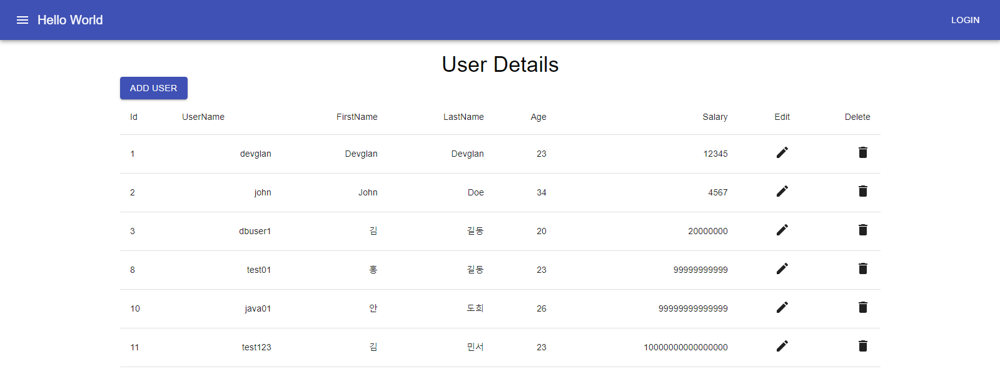 Hello World LOGIN
User Details
ADD USER
Id UserName FirstName LastName Age Salary Edit Delete
1 devglan Devglan Devglan 23 12345
2 john John Doe 34 4567
3 dbuser1 김 길동 20 20000000
8 test01 홍 길동 23 99999999999
10 java01 안 도희 26 99999999999999
11 test123 김 민서 23 10000000000000000